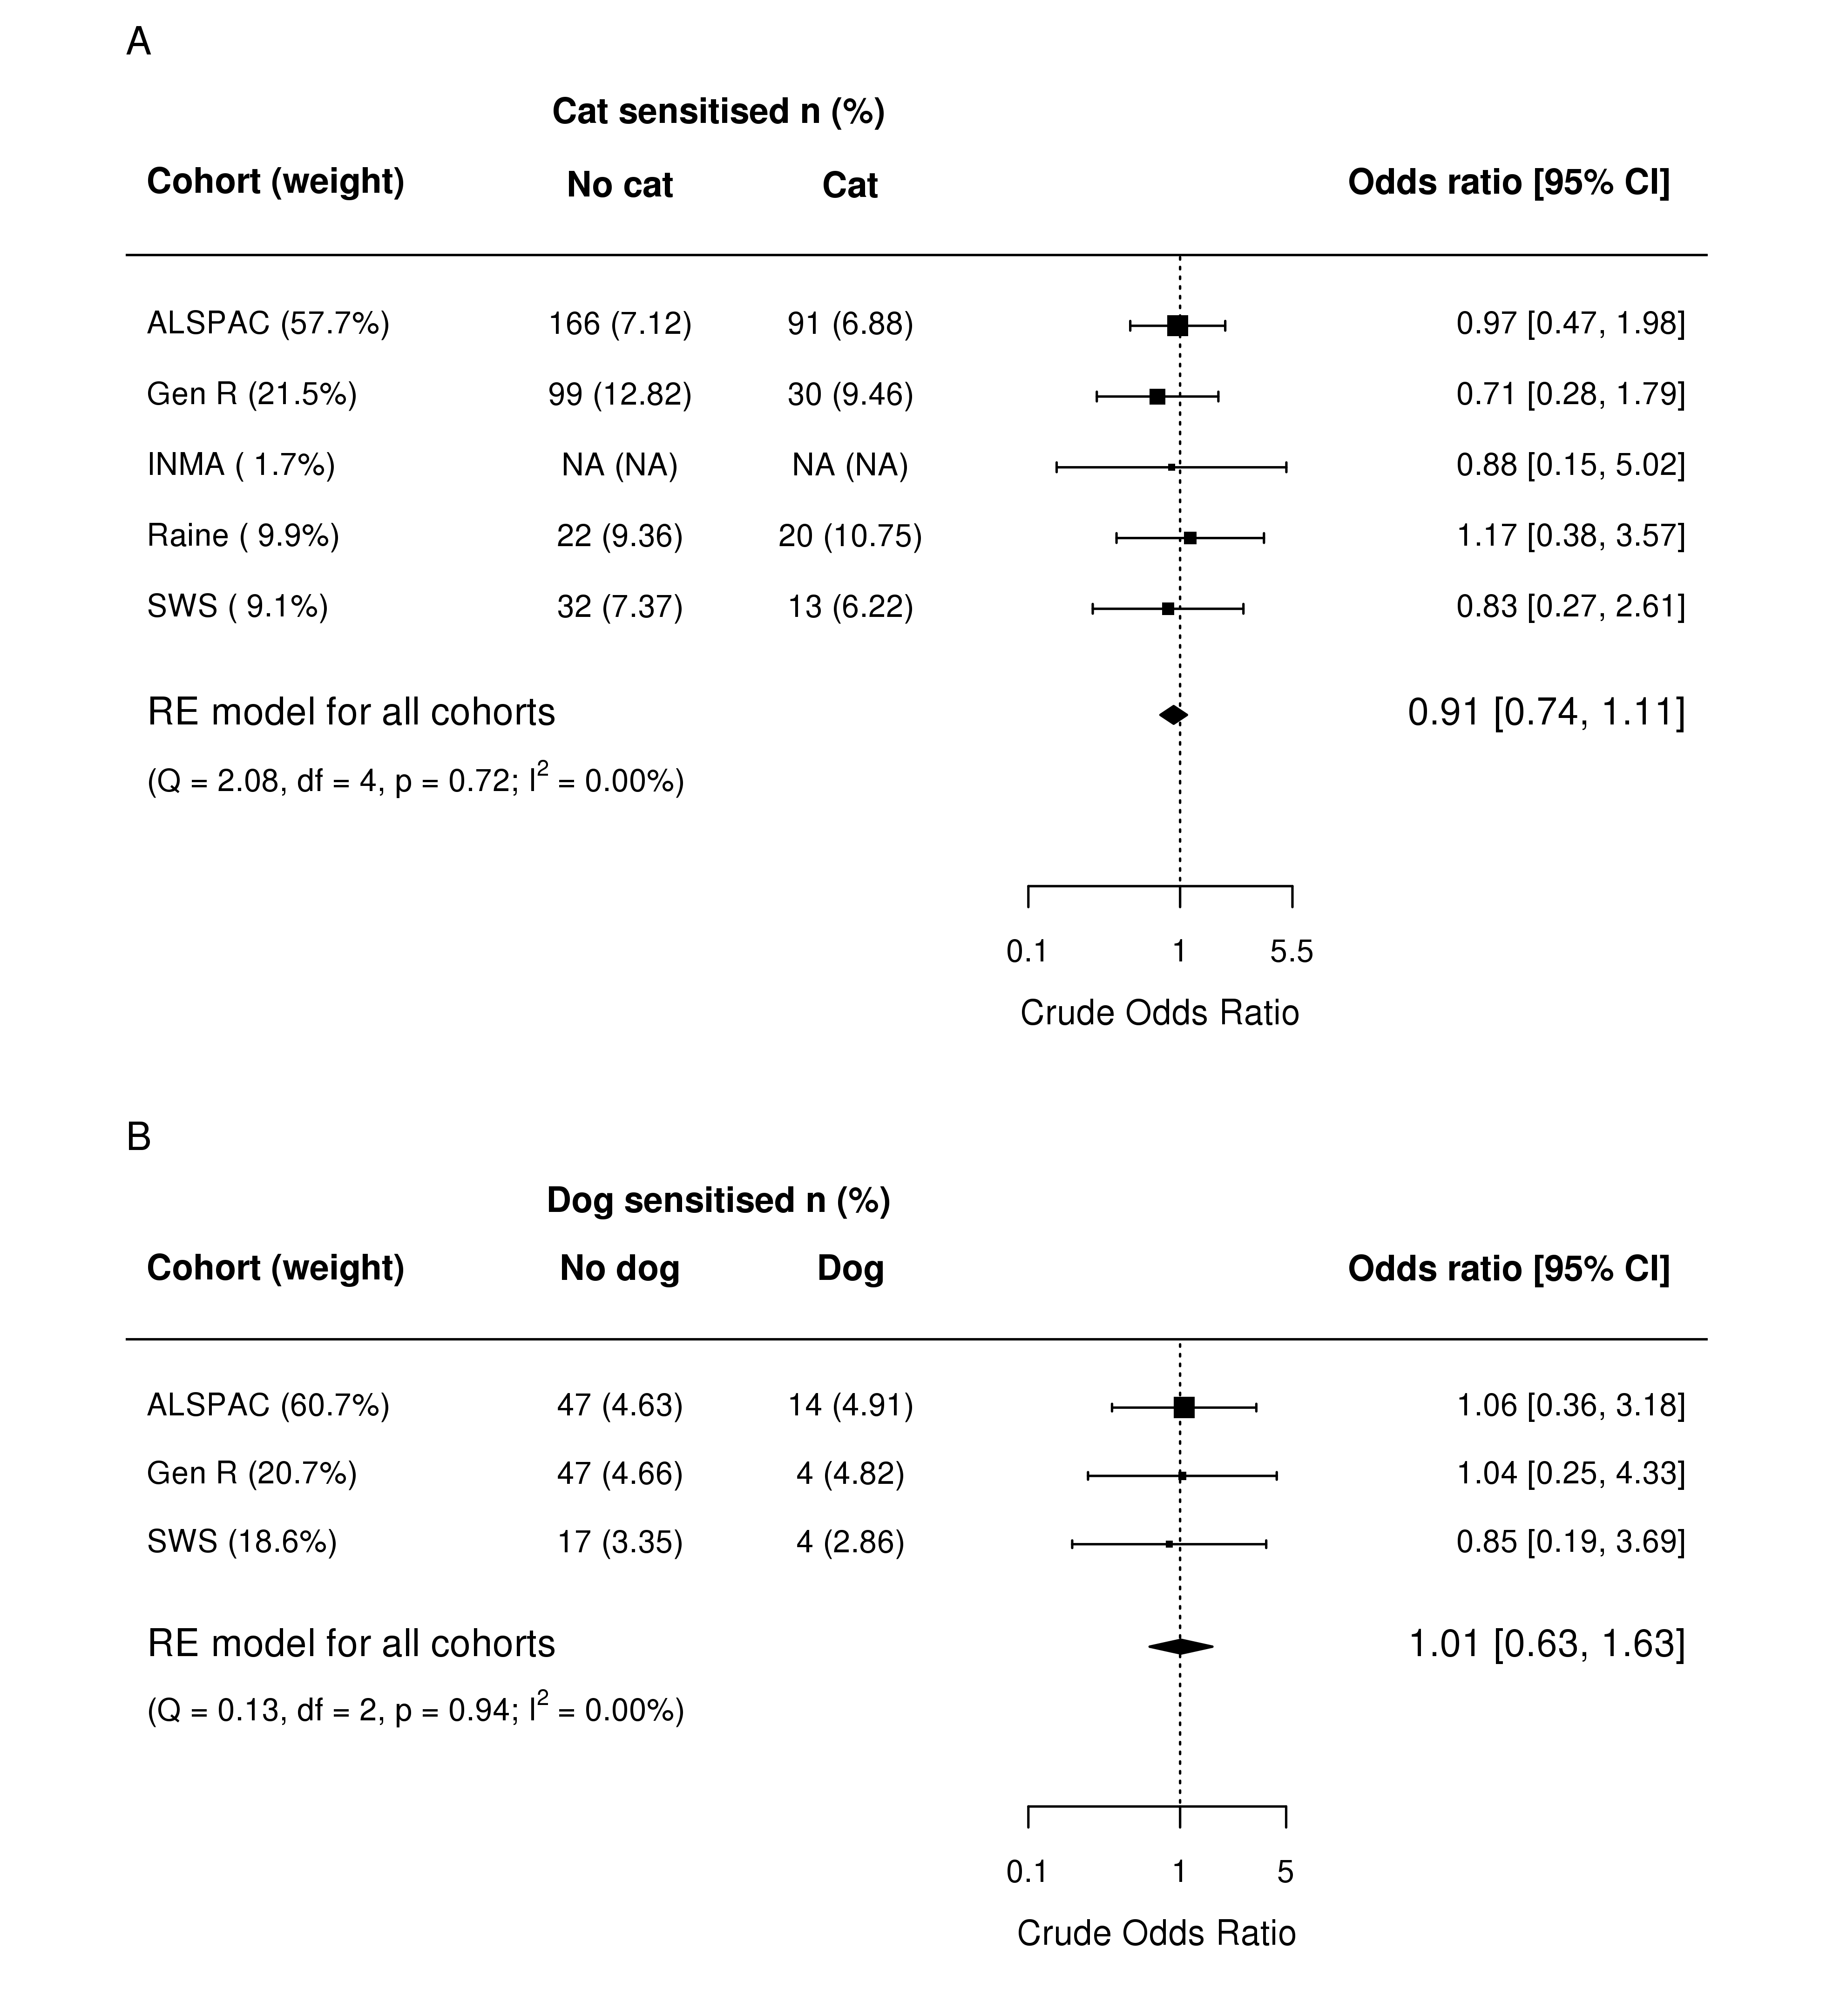 A
Cat sensitised n (%)
Cohort (weight) No cat Cat Odds ratio [95% CI]
ALSPAC (57.7%) 166 (7.12) 91 (6.88) 0.97 [0.47, 1.98]
Gen R (21.5%) 99 (12.82) 30 (9.46) 0.71 [0.28, 1.79]
INMA ( 1.7%) NA (NA) NA (NA) 0.88 [0.15, 5.02]
Raine ( 9.9%) 22 (9.36) 20 (10.75) 1.17 [0.38, 3.57]
SWS ( 9.1%) 32 (7.37) 13 (6.22) 0.83 [0.27, 2.61]
RE model for all cohorts 0.91 [0.74, 1.11]
(Q = 2.08, df = 4, p = 0.72; I² = 0.00%)
0.1 1 5.5
Crude Odds Ratio
B
Dog sensitised n (%)
Cohort (weight) No dog Dog Odds ratio [95% CI]
ALSPAC (60.7%) 47 (4.63) 14 (4.91) 1.06 [0.36, 3.18]
Gen R (20.7%) 47 (4.66) 4 (4.82) 1.04 [0.25, 4.33]
SWS (18.6%) 17 (3.35) 4 (2.86) 0.85 [0.19, 3.69]
RE model for all cohorts 1.01 [0.63, 1.63]
(Q = 0.13, df = 2, p = 0.94; I² = 0.00%)
0.1 1 5
Crude Odds Ratio